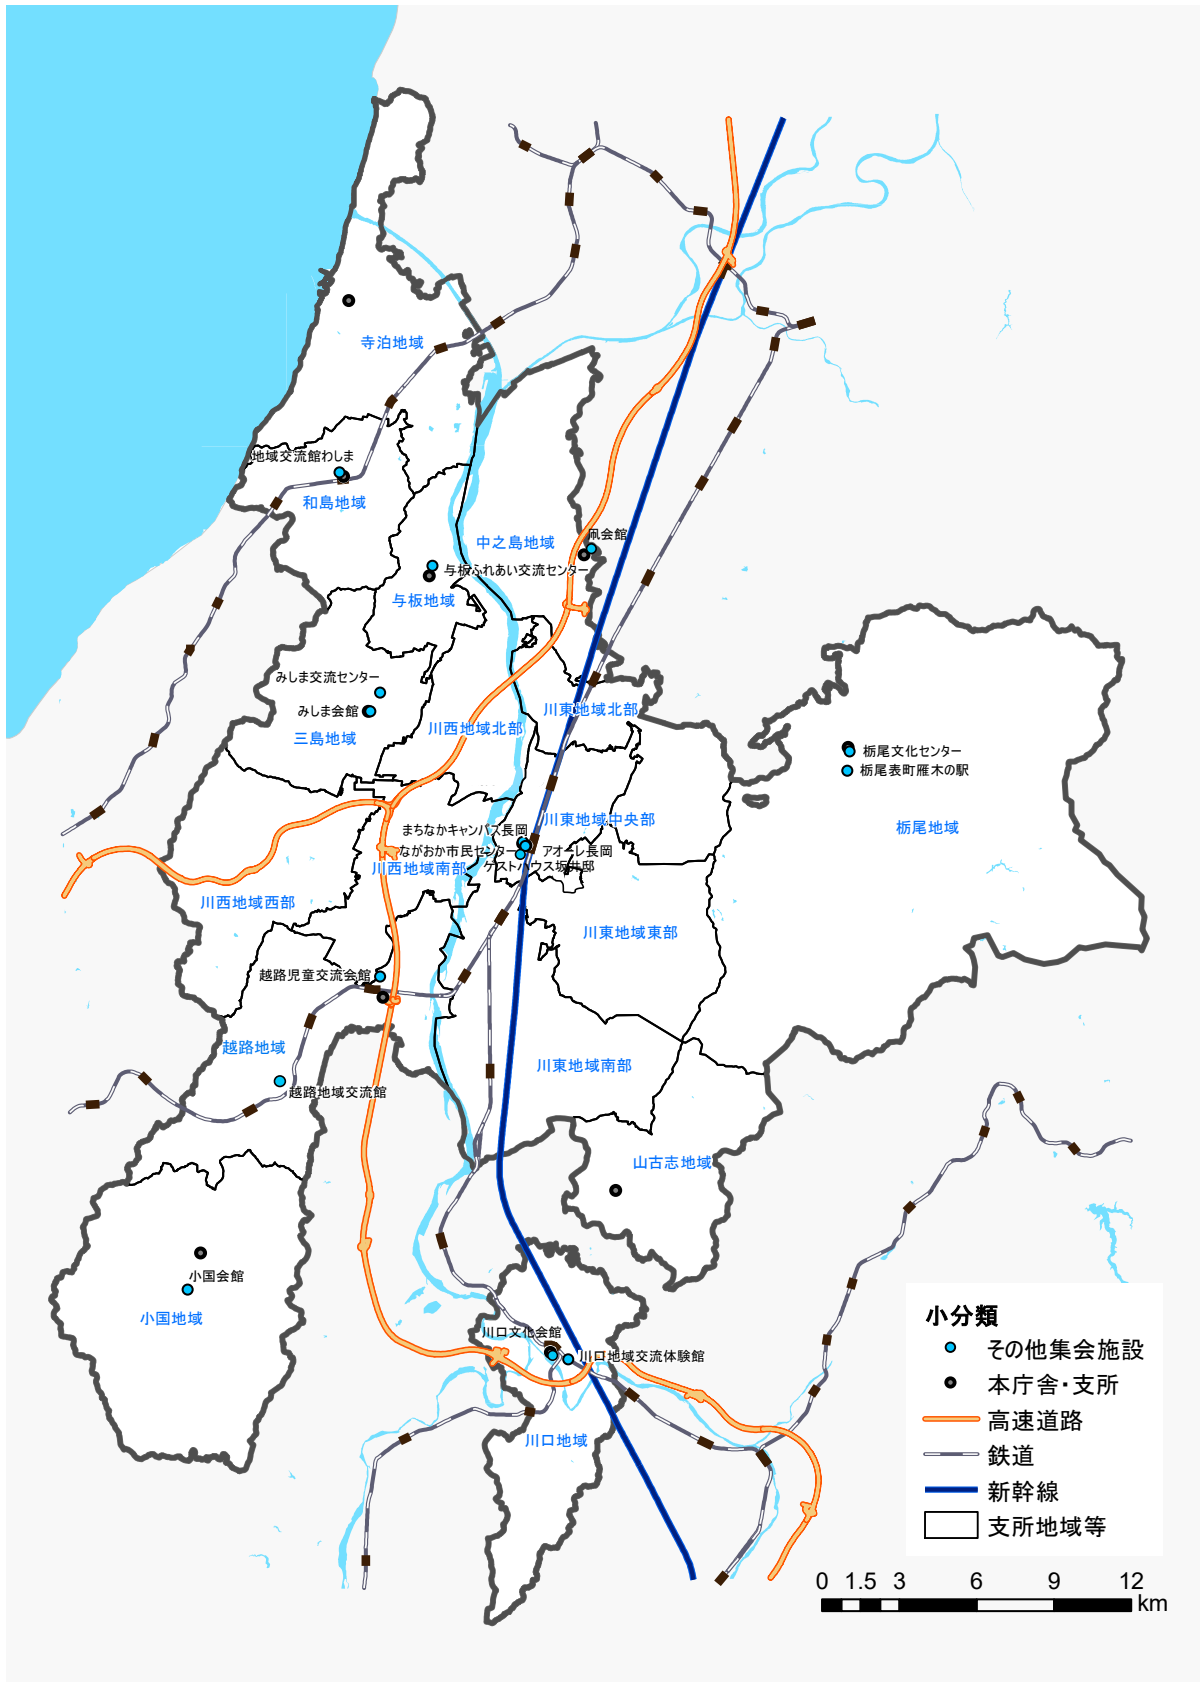 寺泊地域
地域交流館わしま
和島地域
中之島地域
凧会館
与板ふれあい交流センター
与板地域
みしま交流センター
みしま会館
三島地域
川西地域北部
川東地域北部
栃尾文化センター
栃尾表町雁木の駅
栃尾地域
川東地域中央部
まちなかキャンパス長岡
ながおか市民センター
アオーレ長岡
ゲストハウス坂井邸
川西地域南部
川西地域西部
川東地域東部
越路児童交流会館
越路地域
川東地域南部
越路地域交流館
山古志地域
小国会館
小国地域
川口文化会館
川口地域交流体験館
川口地域
小分類
その他集会施設
本庁舎・支所
高速道路
鉄道
新幹線
支所地域等
0 1.5 3 6 9 12
km